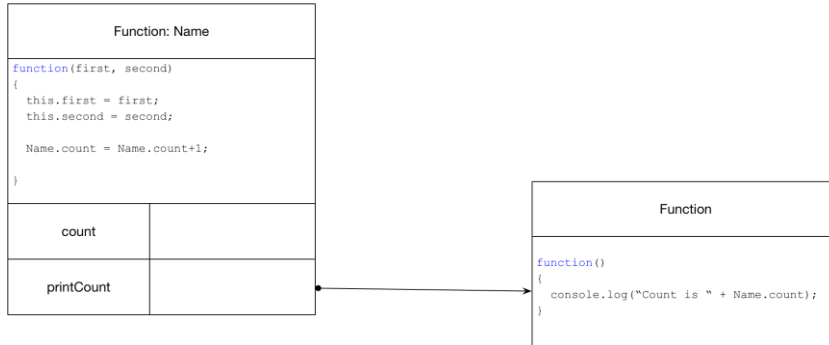 Function: Name
function(first, second)
{
this.first = first;
this.second = second;
Name.count = Name.count+1;
}
count
printCount
Function
function()
{
console.log(“Count is “ + Name.count);
}